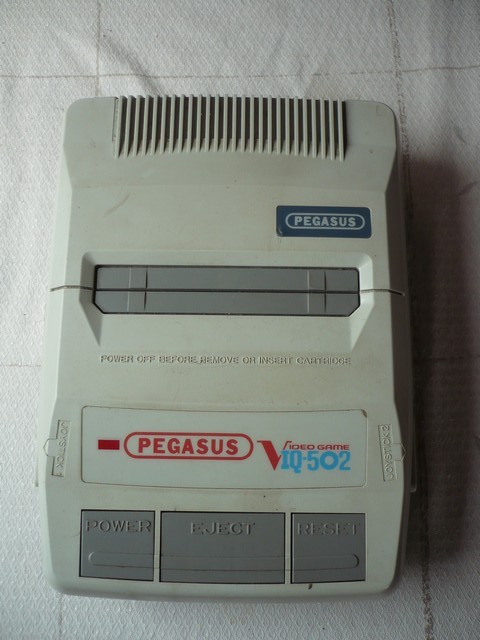 PEGASUS
POWER OFF BEFORE REMOVE OR INSERT CARTRIDGE
PEGASUS
VIDEO GAME
IQ-502
JOYSTICK 1
JOYSTICK 2
POWER
EJECT
RESET